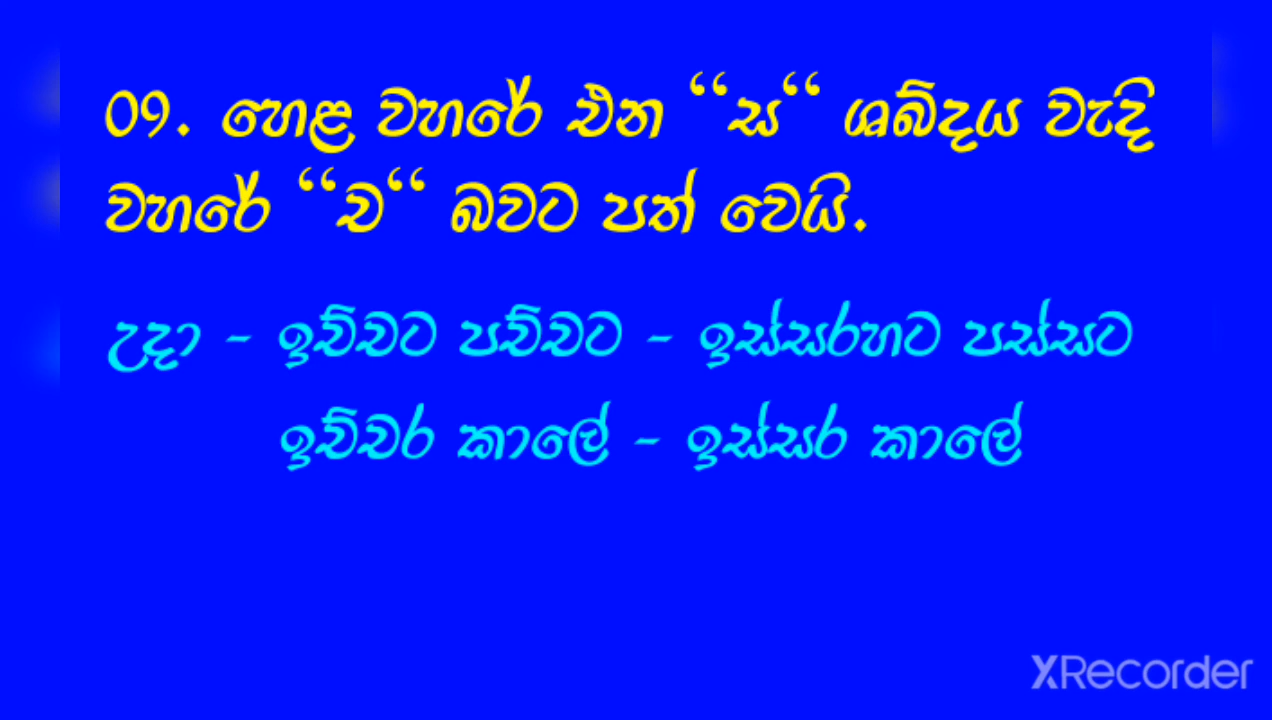 09. හෙළ වහරේ එන “ස“ ශබ්දය වැදි
වහරේ “ච“ බවට පත් වෙයි.
උදා - ඉච්චට පච්චට - ඉස්සරහට පස්සට
ඉච්චර කාලේ - ඉස්සර කාලේ
XRecorder